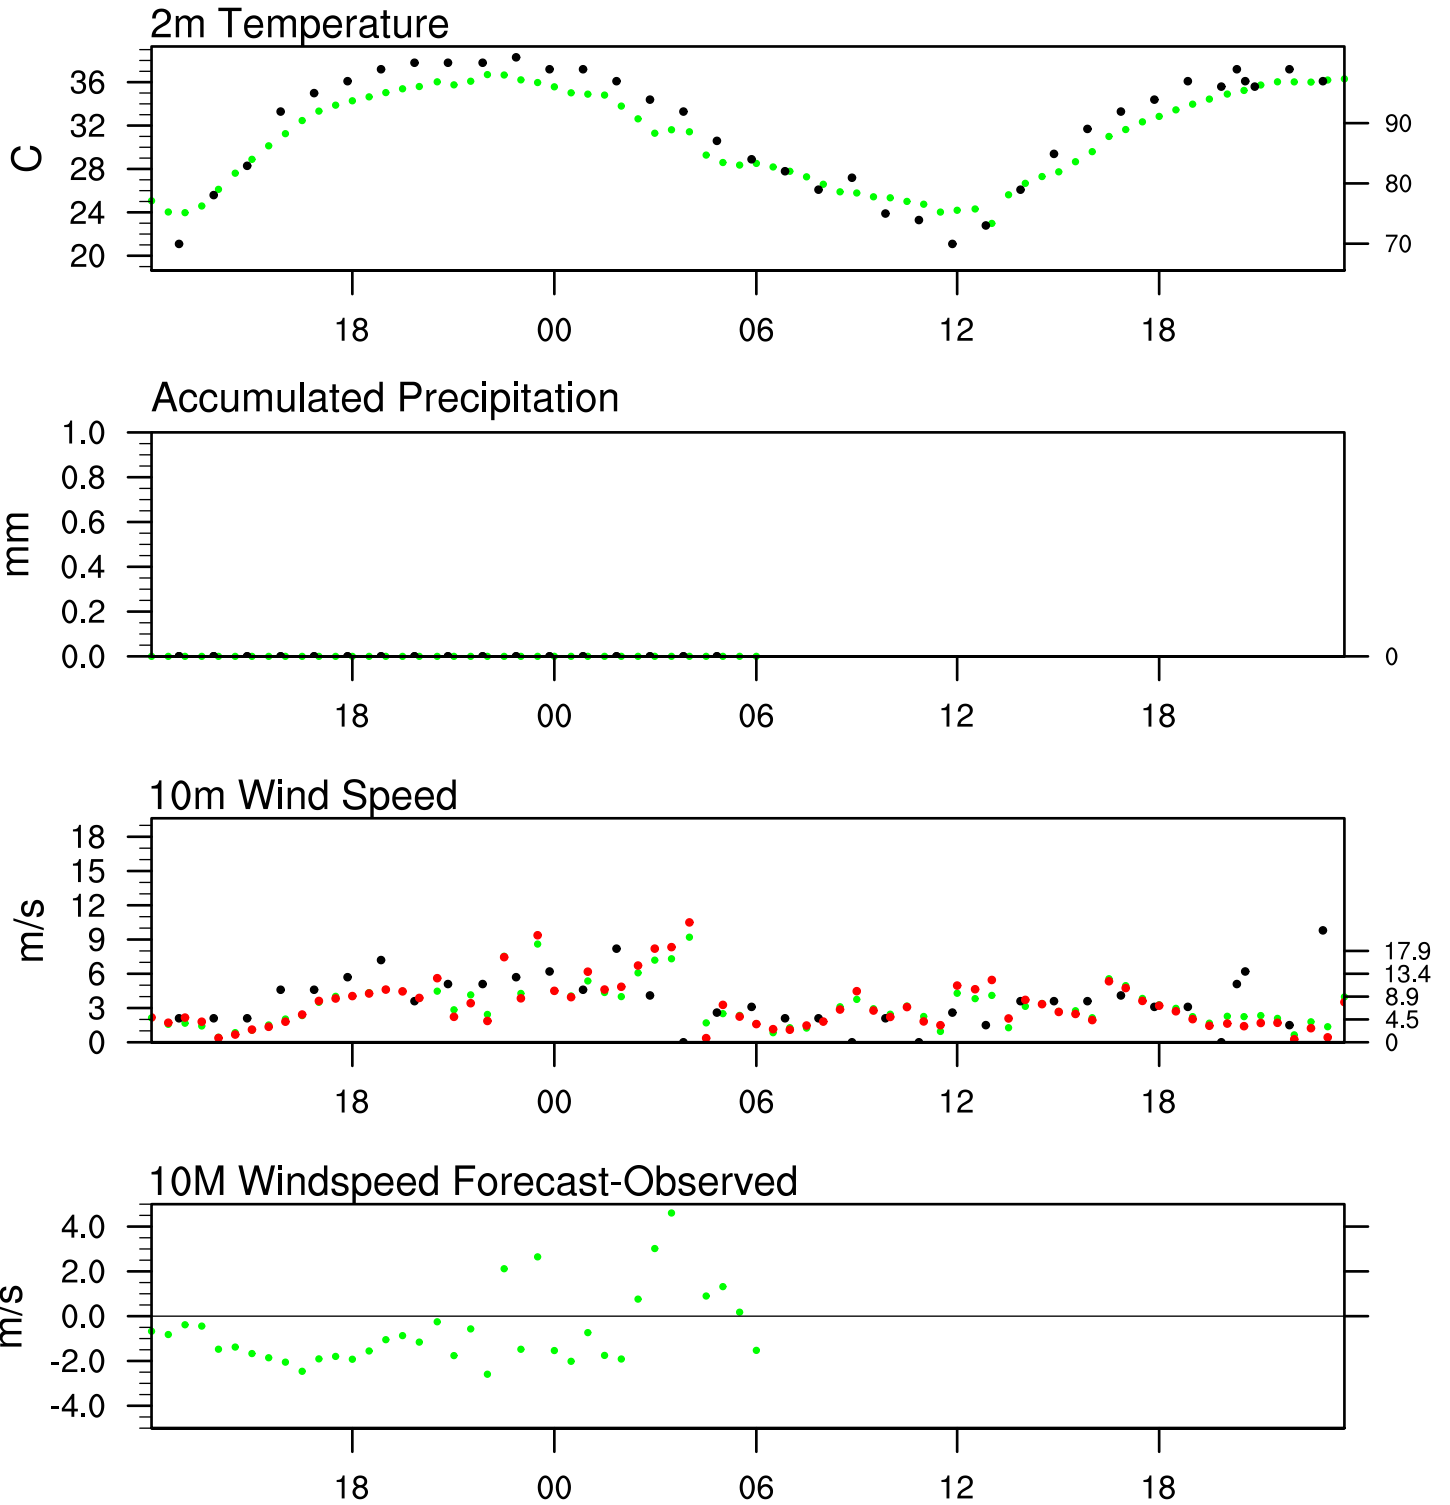 2m Temperature
36
32
28
24
20
C
90
80
70
18 00 06 12 18
Accumulated Precipitation
1.0
0.8
0.6
0.4
0.2
0.0
mm
0
18 00 06 12 18
10m Wind Speed
18
15
12
9
6
3
0
m/s
17.9
13.4
8.9
4.5
0
18 00 06 12 18
10M Windspeed Forecast-Observed
4.0
2.0
0.0
-2.0
-4.0
m/s
18 00 06 12 18